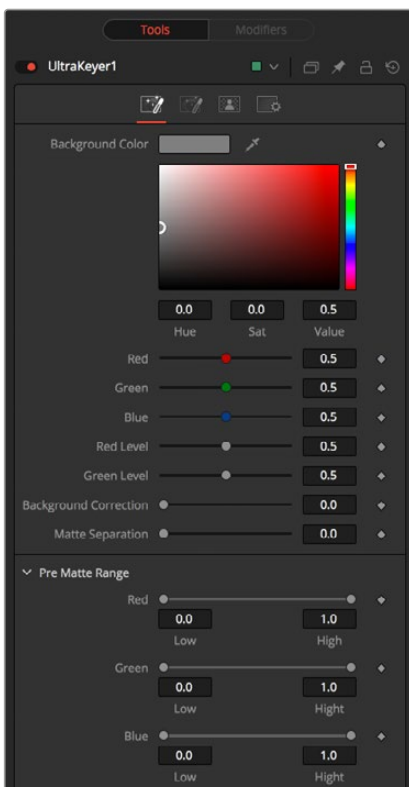 Tools Modifiers
UltraKeyer1
Background Color
0.0 0.0 0.5
Hue Sat Value
Red 0.5
Green 0.5
Blue 0.5
Red Level 0.5
Green Level 0.5
Background Correction 0.0
Matte Separation 0.0
Pre Matte Range
Red
0.0 1.0
Low High
Green
0.0 1.0
Low Hight
Blue
0.0 1.0
Low Hight